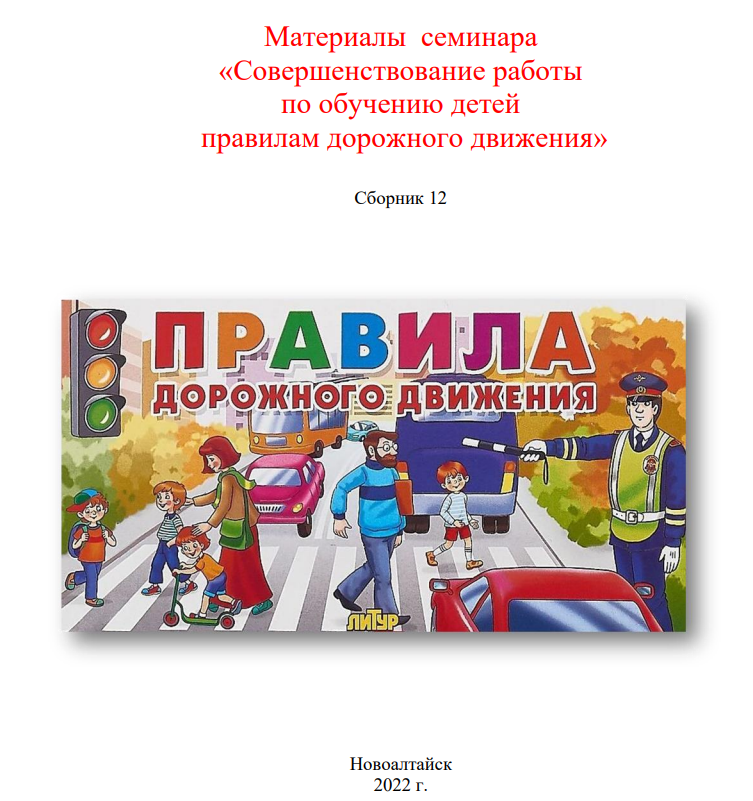 Материалы семинара
«Совершенствование работы
по обучению детей
правилам дорожного движения»
Сборник 12
ПРАВИЛА
ДОРОЖНОГО ДВИЖЕНИЯ
ЛИТУР
Новоалтайск
2022 г.